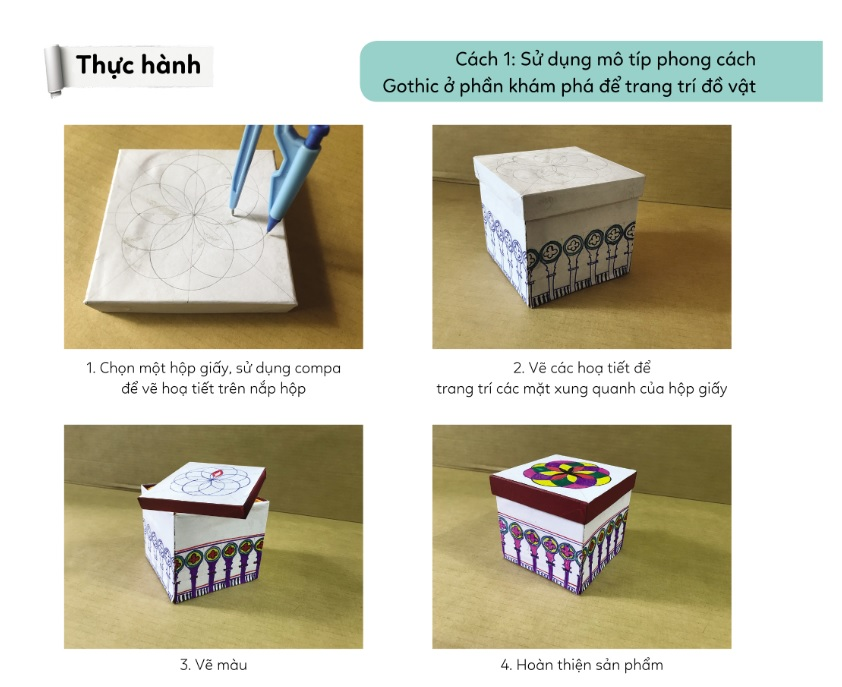 Thực hành
Cách 1: Sử dụng mô típ phong cách
Gothic ở phần khám phá để trang trí đồ vật
1. Chọn một hộp giấy, sử dụng compa
để vẽ hoạ tiết trên nắp hộp
2. Vẽ các hoạ tiết để
trang trí các mặt xung quanh của hộp giấy
3. Vẽ màu
4. Hoàn thiện sản phẩm